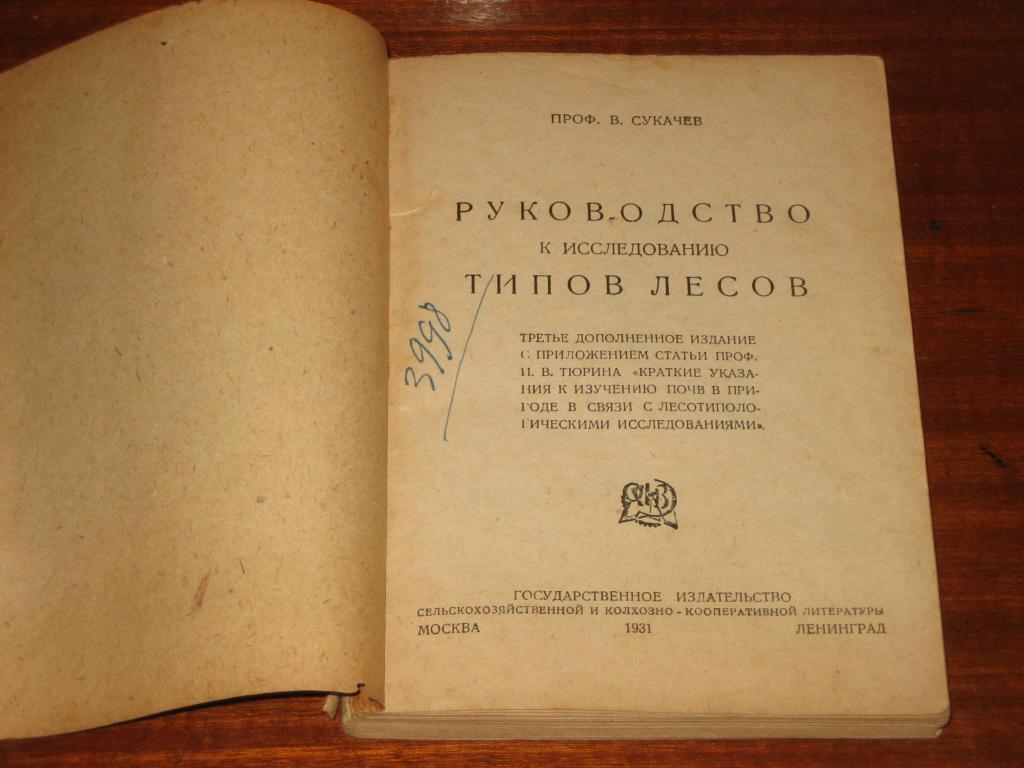 ПРОФ. В. СУКАЧЕВ
РУКОВОДСТВО
К ИССЛЕДОВАНИЮ
ТИПОВ ЛЕСОВ
3998
ТРЕТЬЕ ДОПОЛНЕННОЕ ИЗДАНИЕ
С ПРИЛОЖЕНИЕМ СТАТЬИ ПРОФ.
И. В. ТЮРИНА «КРАТКИЕ УКАЗА-
НИЯ К ИЗУЧЕНИЮ ПОЧВ В ПРИ-
РОДЕ В СВЯЗИ С ЛЕСОТИПОЛО-
ГИЧЕСКИМИ ИССЛЕДОВАНИЯМИ».
ГОСУДАРСТВЕННОЕ ИЗДАТЕЛЬСТВО
СЕЛЬСКОХОЗЯЙСТВЕННОЙ И КОЛХОЗНО-КООПЕРАТИВНОЙ ЛИТЕРАТУРЫ
МОСКВА 1931 ЛЕНИНГРАД